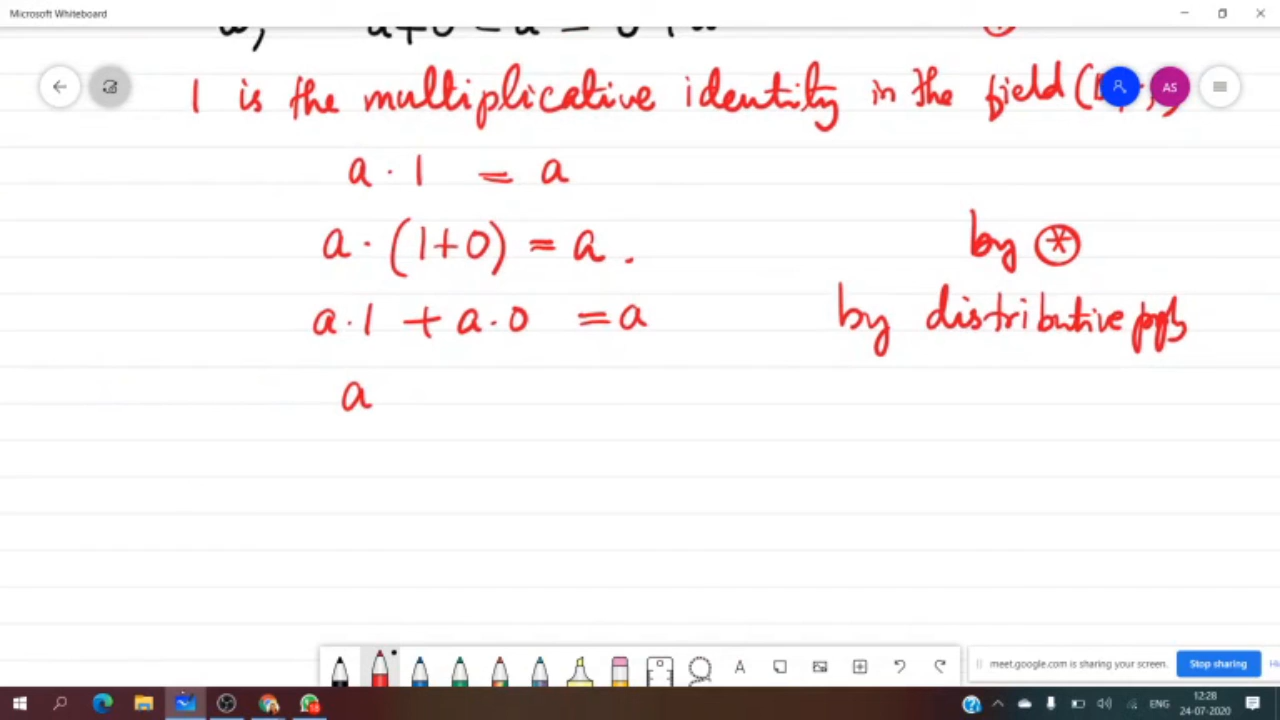 Microsoft Whiteboard
1 is the multiplicative identity in the field
AS
a · 1 = a
a · (1+0) = a .
by ⊛
a·1 + a·0 = a
by distributive
a
A
meet.google.com is sharing your screen.
Stop sharing
ENG
12:28
24-07-2020